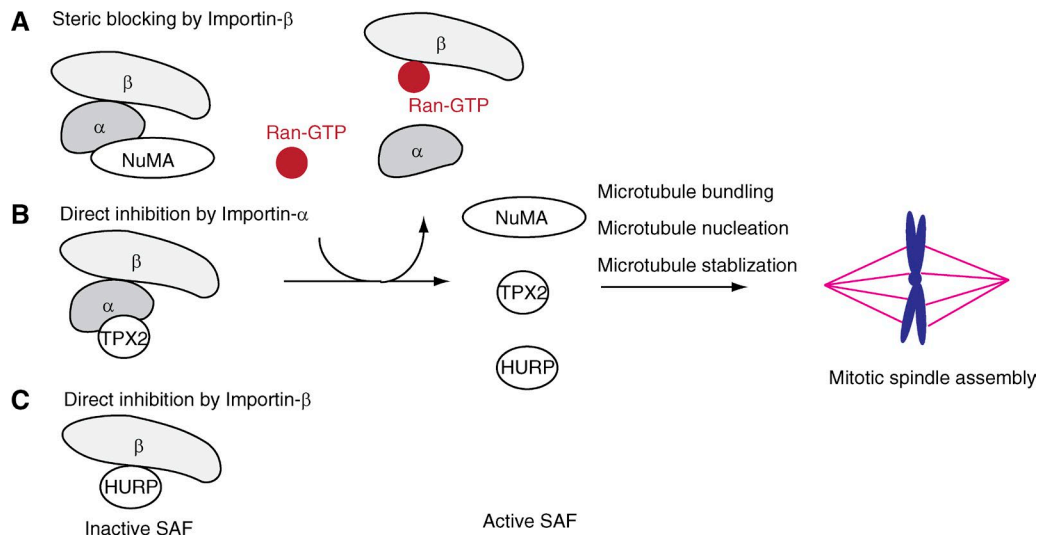 A Steric blocking by Importin-β
β
α
NuMA
Ran-GTP
β
Ran-GTP
α
B Direct inhibition by Importin-α
β
α
TPX2
NuMA
TPX2
HURP
Microtubule bundling
Microtubule nucleation
Microtubule stablization
Mitotic spindle assembly
C Direct inhibition by Importin-β
β
HURP
Inactive SAF
Active SAF